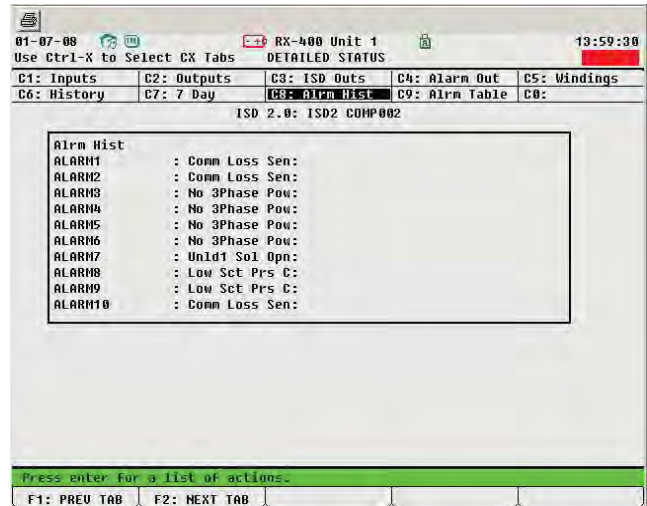 01-07-08 RX-400 Unit 1 13:59:30
Use Ctrl-X to Select CX Tabs DETAILED STATUS
C1: Inputs C2: Outputs C3: ISD Outs C4: Alarm Out C5: Windings
C6: History C7: 7 Day C8: Alrm Hist C9: Alrm Table C0:
ISD 2.0: ISD2 COMP002
Alrm Hist
ALARM1 : Comm Loss Sen:
ALARM2 : Comm Loss Sen:
ALARM3 : No 3Phase Pow:
ALARM4 : No 3Phase Pow:
ALARM5 : No 3Phase Pow:
ALARM6 : No 3Phase Pow:
ALARM7 : Unld1 Sol Opn:
ALARM8 : Low Sct Prs C:
ALARM9 : Low Sct Prs C:
ALARM10 : Comm Loss Sen:
Press enter for a list of actions.
F1: PREV TAB F2: NEXT TAB